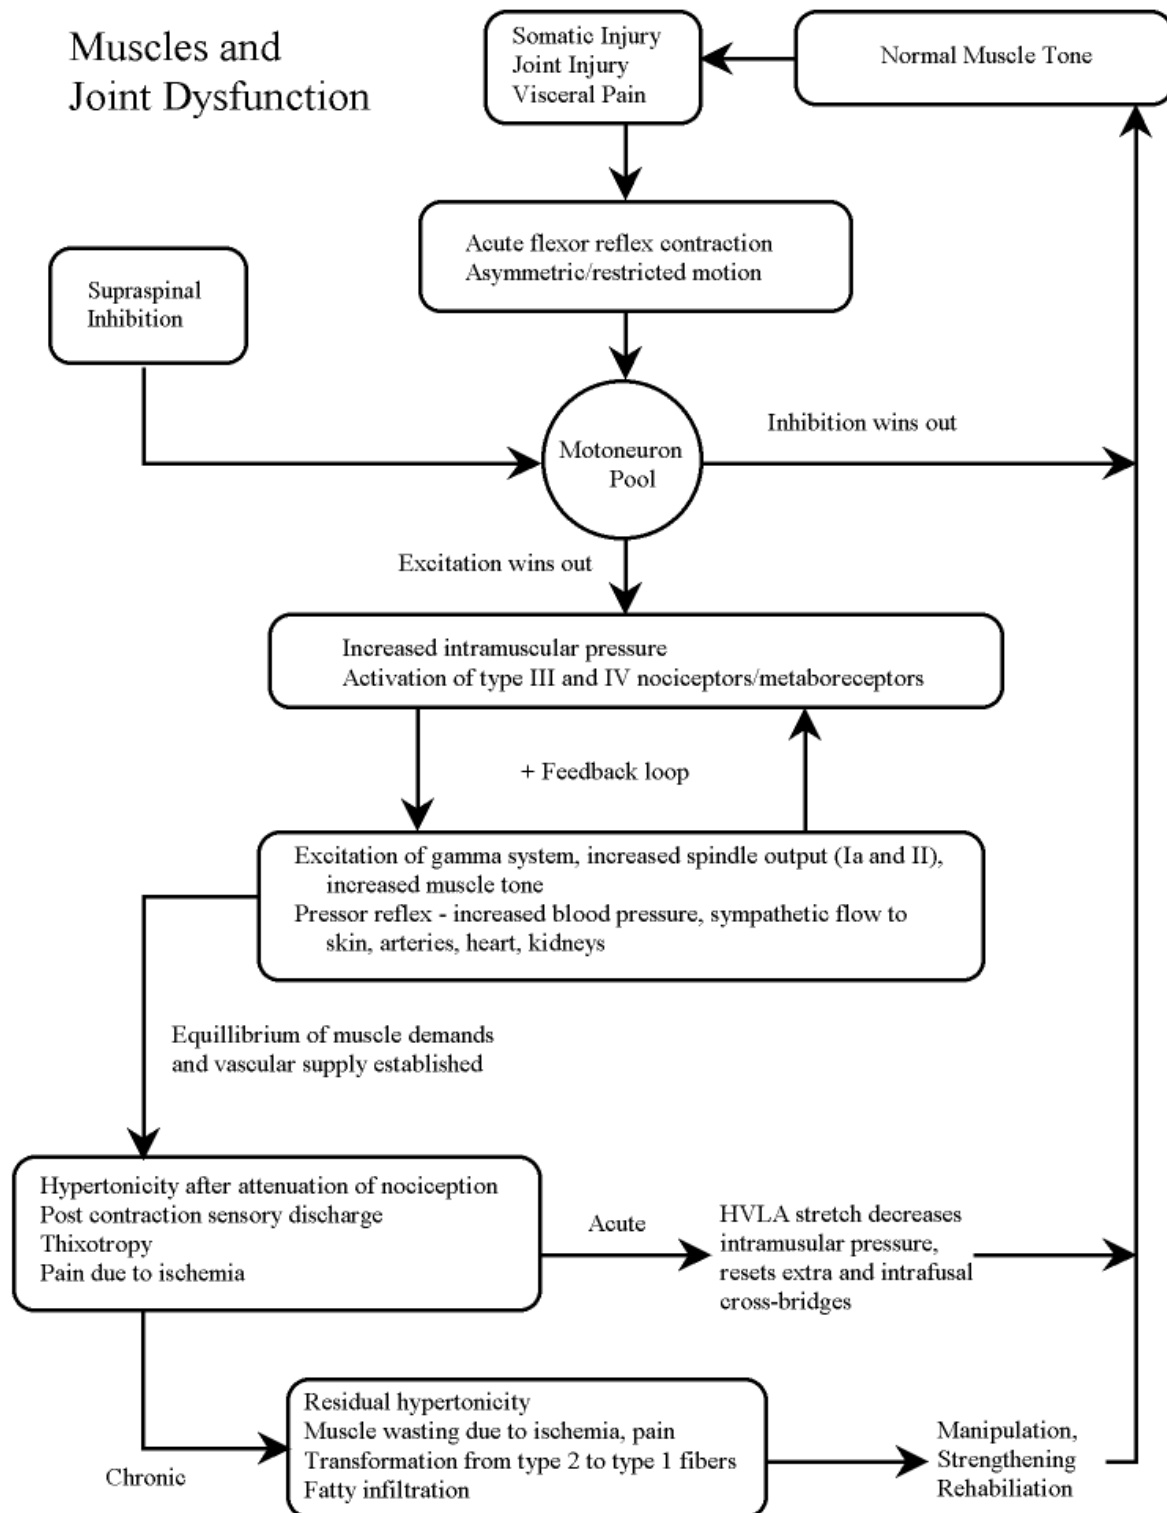 Muscles and
Joint Dysfunction
Somatic Injury
Joint Injury
Visceral Pain
Normal Muscle Tone
Acute flexor reflex contraction
Asymmetric/restricted motion
Supraspinal
Inhibition
Motoneuron
Pool
Inhibition wins out
Excitation wins out
Increased intramuscular pressure
Activation of type III and IV nociceptors/metaboreceptors
+ Feedback loop
Excitation of gamma system, increased spindle output (Ia and II),
increased muscle tone
Pressor reflex - increased blood pressure, sympathetic flow to
skin, arteries, heart, kidneys
Equillibrium of muscle demands
and vascular supply established
Hypertonicity after attenuation of nociception
Post contraction sensory discharge
Thixotropy
Pain due to ischemia
Acute
HVLA stretch decreases
intramusular pressure,
resets extra and intrafusal
cross-bridges
Chronic
Residual hypertonicity
Muscle wasting due to ischemia, pain
Transformation from type 2 to type 1 fibers
Fatty infiltration
Manipulation,
Strengthening
Rehabiliation